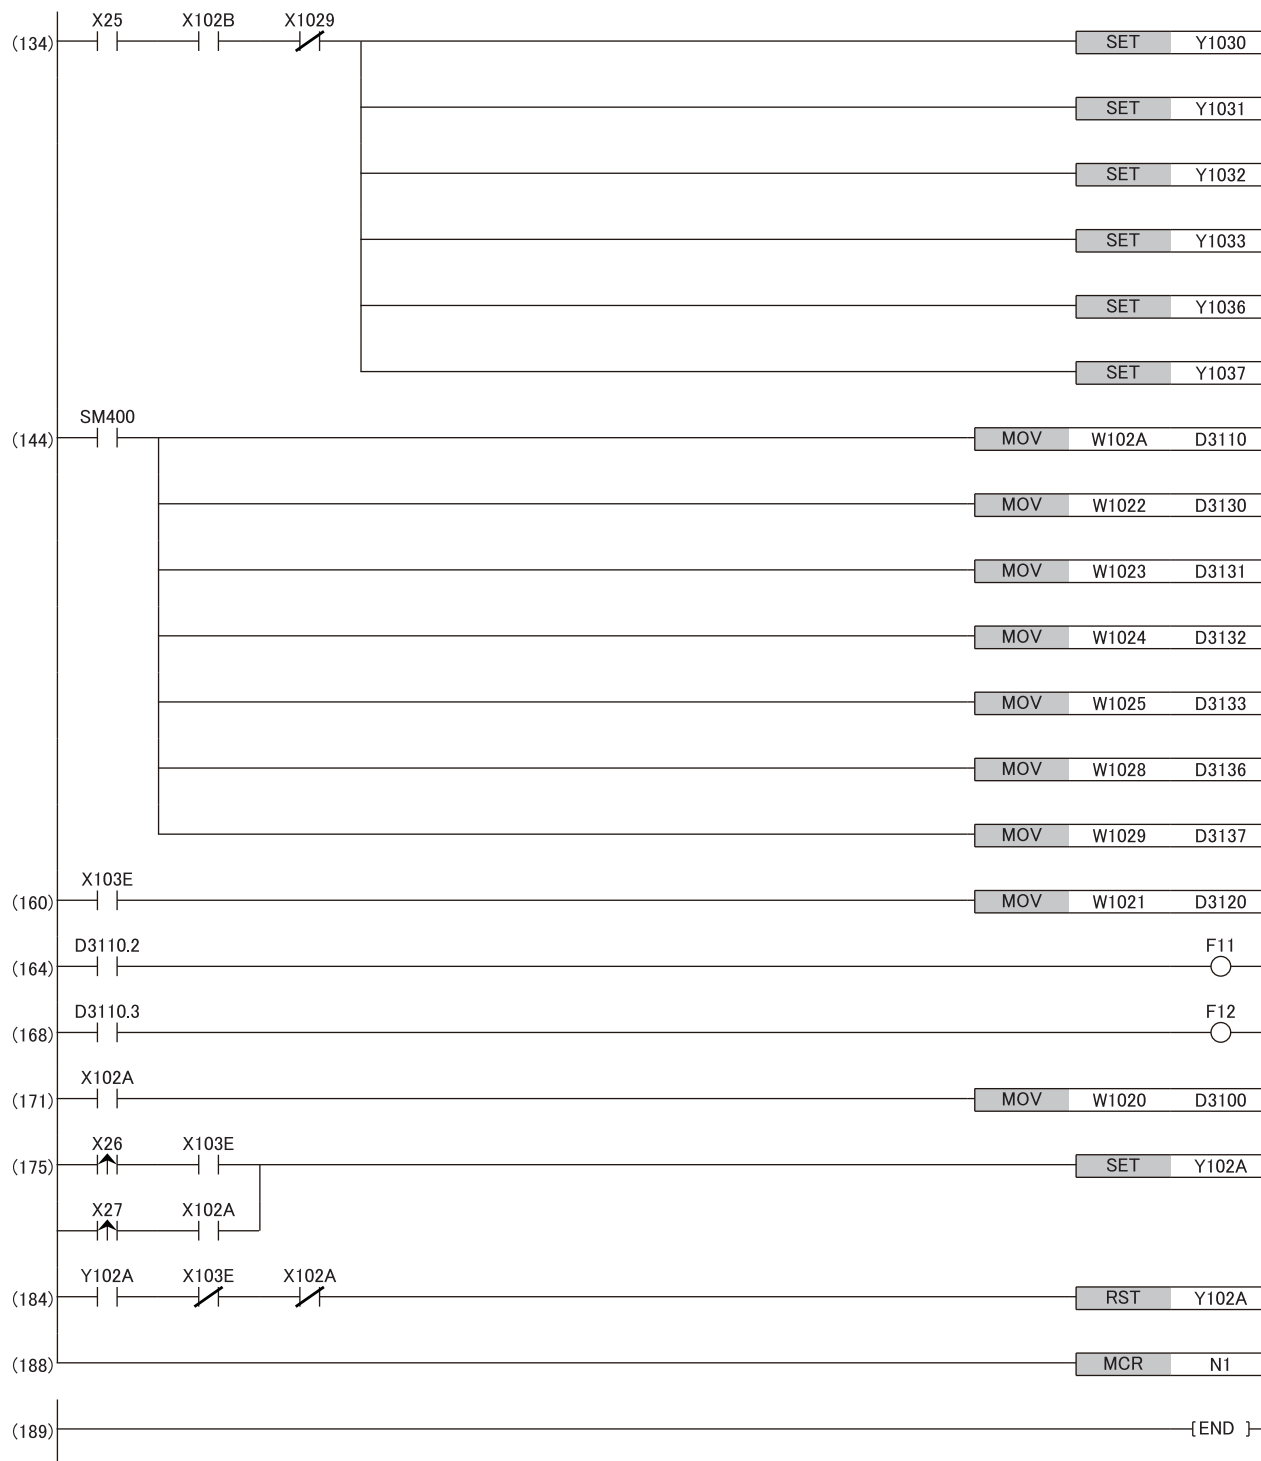 X25 X102B X1029
(134) SET Y1030
SET Y1031
SET Y1032
SET Y1033
SET Y1036
SET Y1037
SM400
(144) MOV W102A D3110
MOV W1022 D3130
MOV W1023 D3131
MOV W1024 D3132
MOV W1025 D3133
MOV W1028 D3136
MOV W1029 D3137
X103E
(160) MOV W1021 D3120
D3110.2 F11
(164)
D3110.3 F12
(168)
X102A
(171) MOV W1020 D3100
X26 X103E
(175) SET Y102A
X27 X102A
Y102A X103E X102A
(184) RST Y102A
(188) MCR N1
(189) [END ]